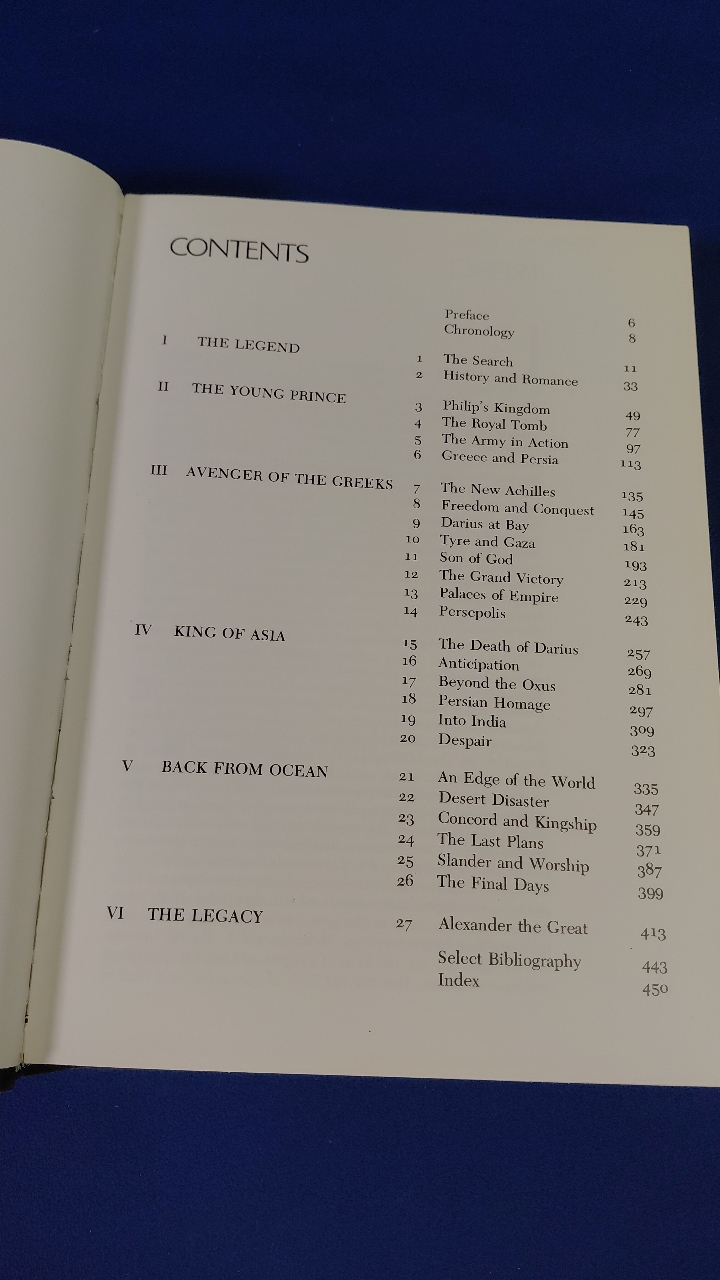 CONTENTS
Preface 6
Chronology 8
I THE LEGEND
1 The Search 11
2 History and Romance 33
II THE YOUNG PRINCE
3 Philip's Kingdom 49
4 The Royal Tomb 77
5 The Army in Action 97
6 Greece and Persia 113
III AVENGER OF THE GREEKS
7 The New Achilles 135
8 Freedom and Conquest 145
9 Darius at Bay 163
10 Tyre and Gaza 181
11 Son of God 193
12 The Grand Victory 213
13 Palaces of Empire 229
14 Persepolis 243
IV KING OF ASIA
15 The Death of Darius 257
16 Anticipation 269
17 Beyond the Oxus 281
18 Persian Homage 297
19 Into India 309
20 Despair 323
V BACK FROM OCEAN
21 An Edge of the World 335
22 Desert Disaster 347
23 Concord and Kingship 359
24 The Last Plans 371
25 Slander and Worship 387
26 The Final Days 399
VI THE LEGACY
27 Alexander the Great 413
Select Bibliography 443
Index 450